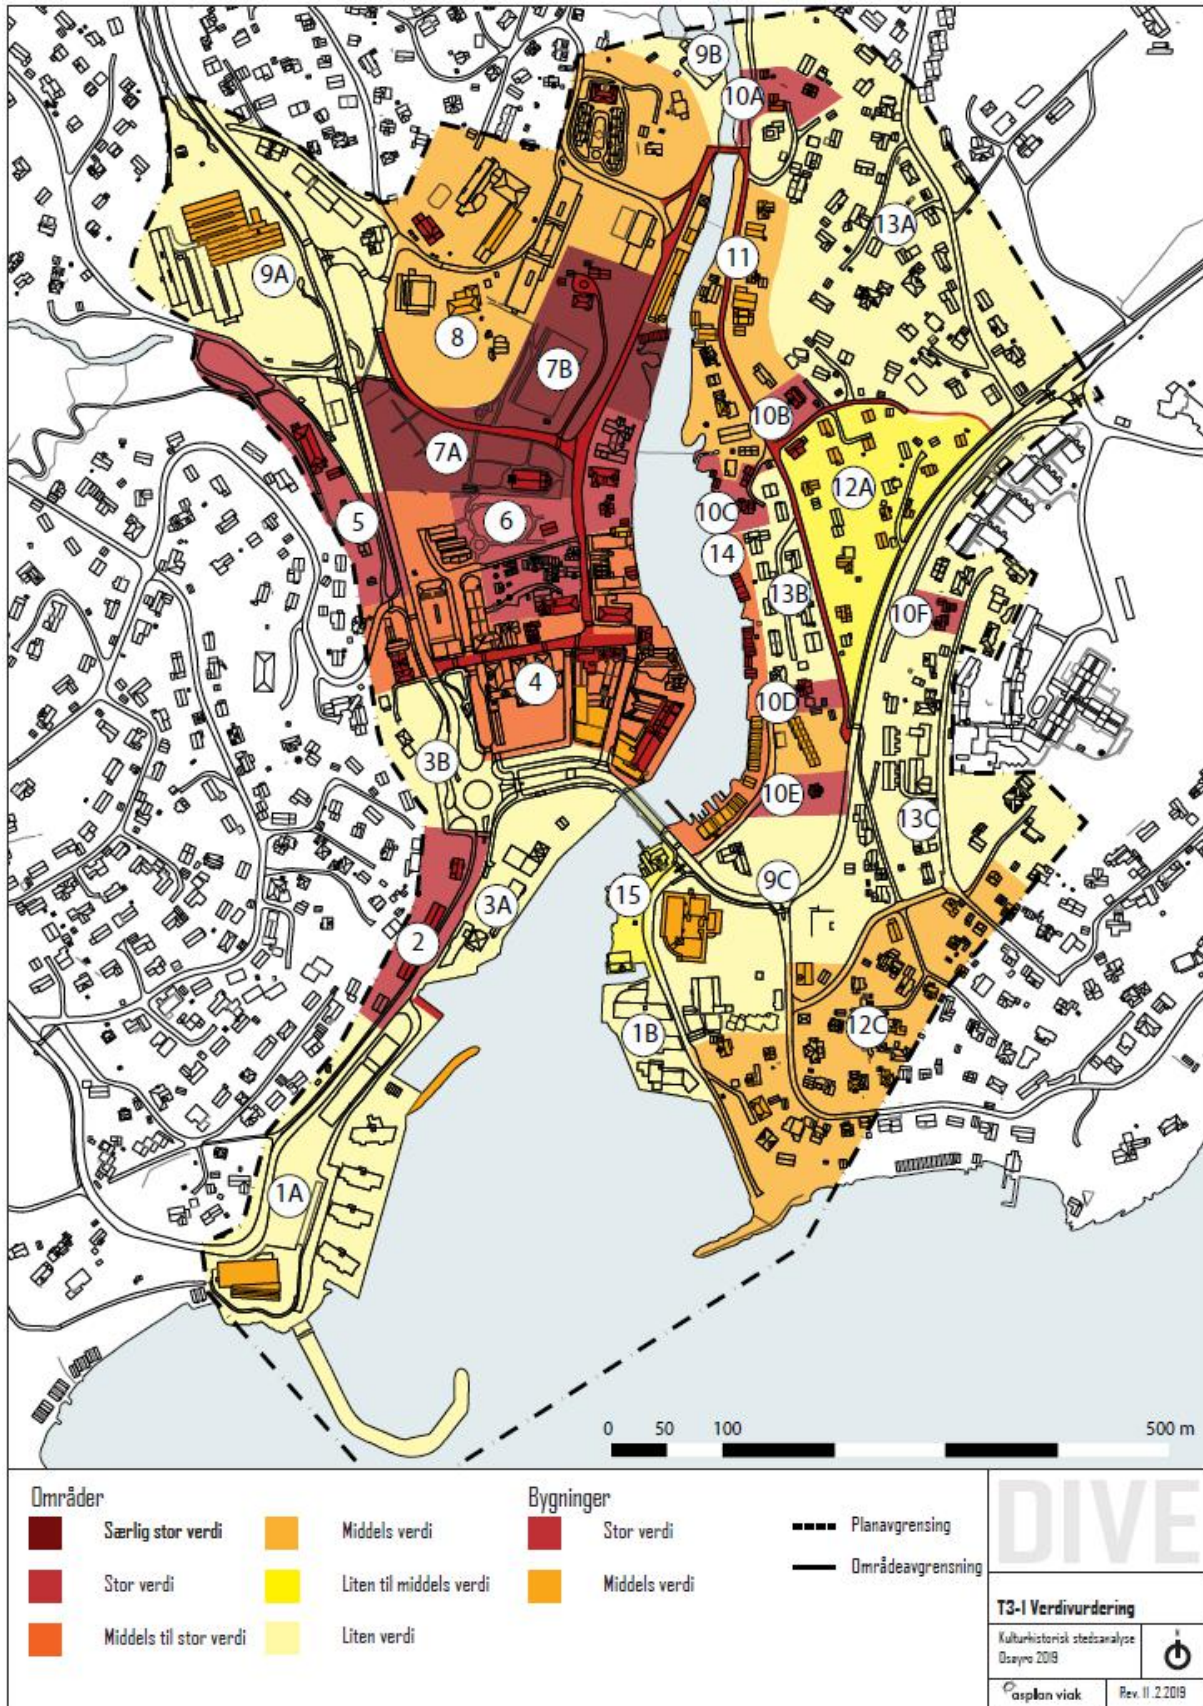 9B
10A
13A
11
9A
8
7B
10B
7A
12A
5
6
10C
14
13B
10F
4
10D
3B
10E
13C
9C
15
3A
2
1B
12C
1A
0 50 100 500 m
Områder
Særlig stor verdi
Stor verdi
Middels til stor verdi
Middels verdi
Liten til middels verdi
Liten verdi
Bygninger
Stor verdi
Middels verdi
Planavgrensing
Områdeavgrensning
DIVE
T3-1 Verdivurdering
Kulturhistorisk stedsanalyse
Osøyro 2019
N
asplan viak
Rev. 11.2.2019